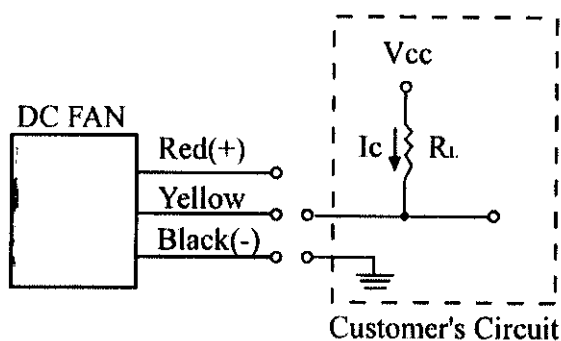 Vcc
DC FAN
Red(+)
Ic RL
Yellow
Black(-)
Customer's Circuit